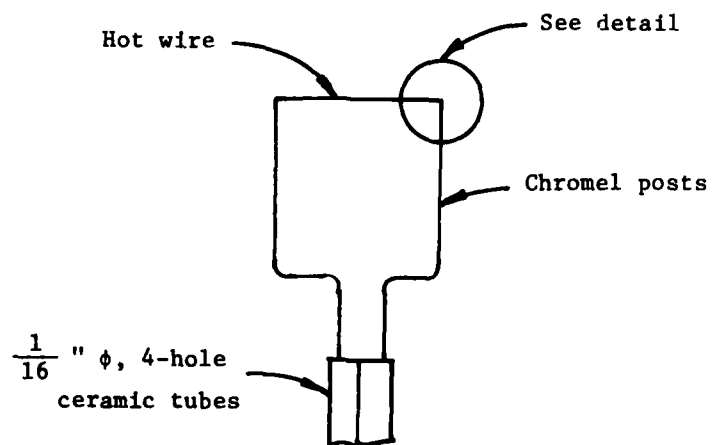 See detail
Hot wire
Chromel posts
1/16 " ϕ, 4-hole
ceramic tubes